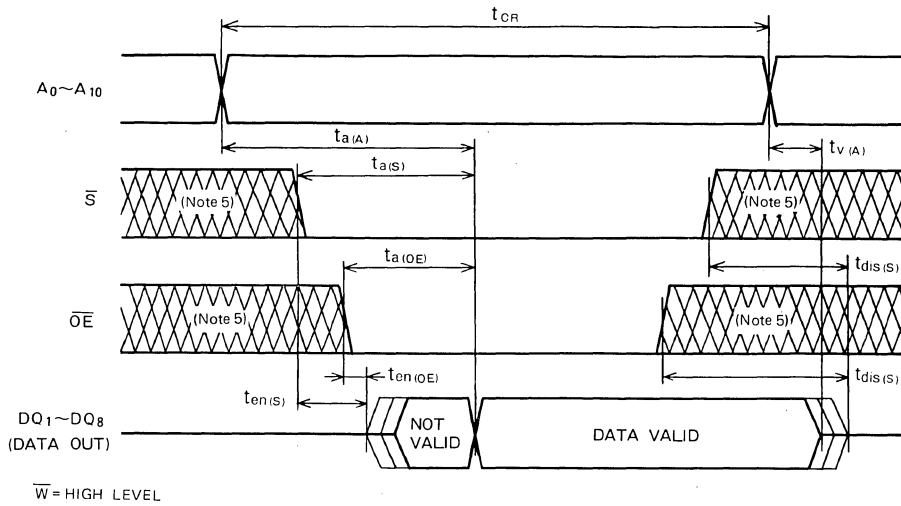 tCR
A0~A10
ta(A)
tv(A)
ta(S)
S̅
(Note 5)
(Note 5)
ta(OE)
tdis(S)
O̅E̅
(Note 5)
(Note 5)
ten(OE)
tdis(S)
ten(S)
DQ1~DQ8
(DATA OUT)
NOT
VALID
DATA VALID
W̅ = HIGH LEVEL